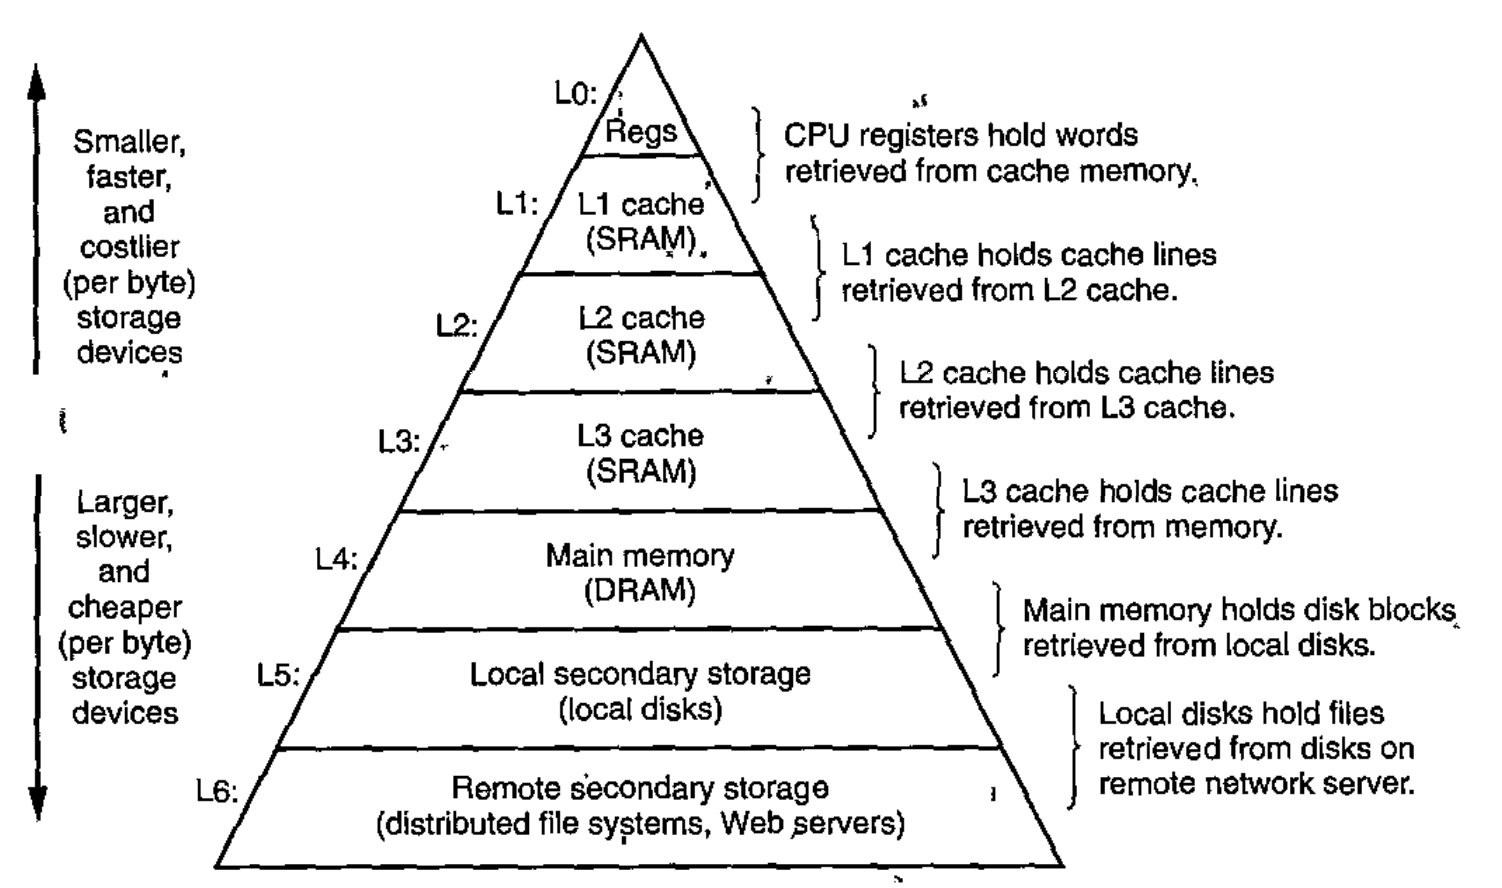 L0:
Regs
CPU registers hold words
retrieved from cache memory.
Smaller,
faster,
and
costlier
(per byte)
storage
devices
L1:
L1 cache
(SRAM)
L1 cache holds cache lines
retrieved from L2 cache.
L2:
L2 cache
(SRAM)
L2 cache holds cache lines
retrieved from L3 cache.
L3:
L3 cache
(SRAM)
L3 cache holds cache lines
retrieved from memory.
Larger,
slower,
and
cheaper
(per byte)
storage
devices
L4:
Main memory
(DRAM)
Main memory holds disk blocks
retrieved from local disks.
L5:
Local secondary storage
(local disks)
Local disks hold files
retrieved from disks on
remote network server.
L6:
Remote secondary storage
(distributed file systems, Web servers)